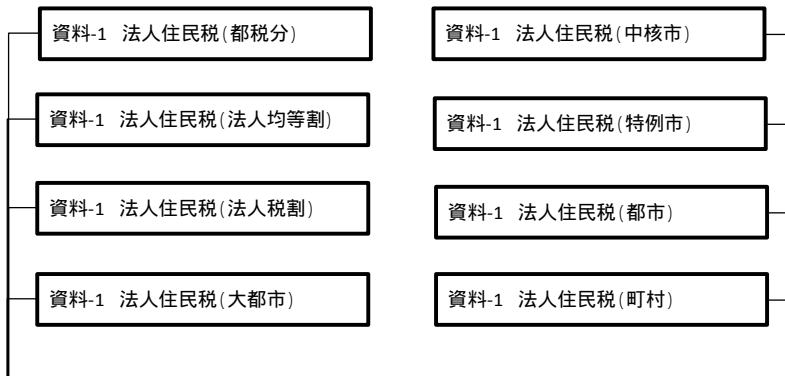 資料-1 法人住民税(都税分)
資料-1 法人住民税(法人均等割)
資料-1 法人住民税(法人税割)
資料-1 法人住民税(大都市)
資料-1 法人住民税(中核市)
資料-1 法人住民税(特例市)
資料-1 法人住民税(都市)
資料-1 法人住民税(町村)